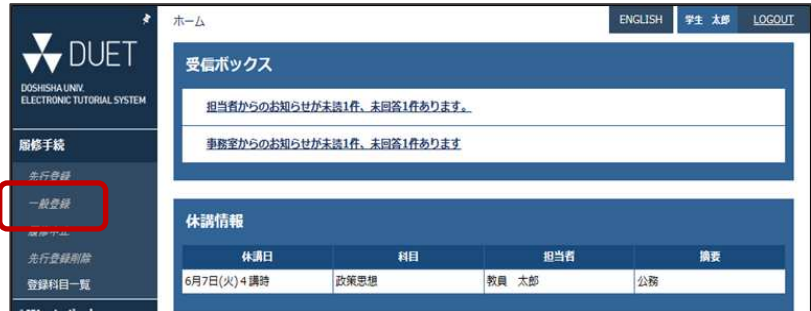 ホーム
ENGLISH 学生 太郎 LOGOUT
DUET
DOSHISHA UNIV.
ELECTRONIC TUTORIAL SYSTEM
履修手続
先行登録
一般登録
履修中止
先行登録削除
登録科目一覧
受信ボックス
担当者からのお知らせが未読1件、未回答1件あります。
事務室からのお知らせが未読1件、未回答1件あります
休講情報
休講日 科目 担当者 摘要
6月7日(火)4講時 政策思想 教員 太郎 公務